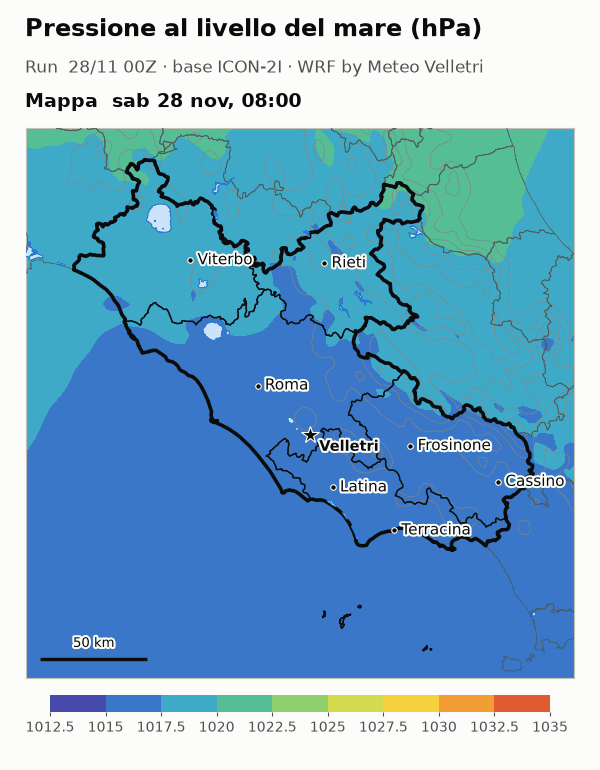 Pressione al livello del mare (hPa)
Run  28/11 00Z · base ICON-2I · WRF by Meteo Velletri
Mappa  sab 28 nov, 08:00
Viterbo
Rieti
Roma
Velletri
Frosinone
Latina
Cassino
Terracina
50 km
1012.5 1015 1017.5 1020 1022.5 1025 1027.5 1030 1032.5 1035